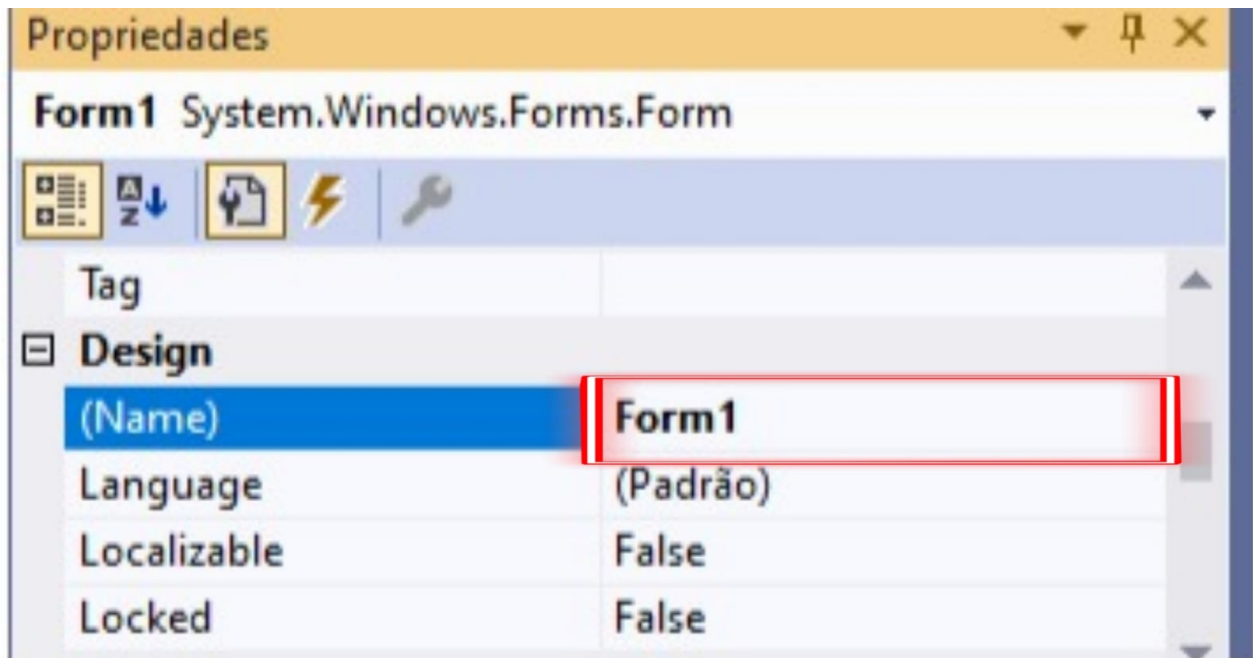 Propriedades
Form1 System.Windows.Forms.Form
Tag
Design
(Name) Form1
Language (Padrão)
Localizable False
Locked False